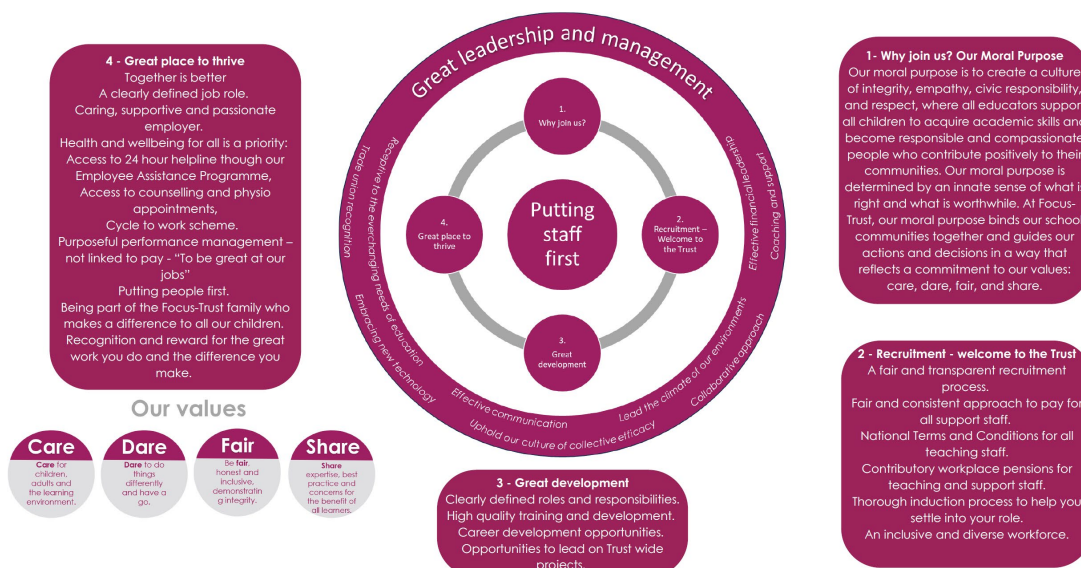 4 - Great place to thrive
Together is better
A clearly defined job role.
Caring, supportive and passionate
employer.
Health and wellbeing for all is a priority:
Access to 24 hour helpline though our
Employee Assistance Programme,
Access to counselling and physio
appointments,
Cycle to work scheme.
Purposeful performance management –
not linked to pay - “To be great at our
jobs”
Putting people first.
Being part of the Focus-Trust family who
makes a difference to all our children.
Recognition and reward for the great
work you do and the difference you
make.
Our values
Care
Care for
children,
adults and
the learning
environment.
Dare
Dare to do
things
differently
and have a
go.
Fair
Be fair,
honest and
inclusive,
demonstratin
g integrity.
Share
Share
expertise, best
practice and
concerns for
the benefit of
all learners.
Great leadership and management
Trade union recognition
Receptive to the everchanging needs of education
Embracing new technology
Effective communication
Uphold our culture of collective efficacy
Lead the climate of our environments
Collaborative approach
Effective financial leadership
Coaching and support
1.
Why join us?
2.
Recruitment –
Welcome to
the Trust
3.
Great
development
4.
Great place to
thrive
Putting
staff
first
3 - Great development
Clearly defined roles and responsibilities.
High quality training and development.
Career development opportunities.
Opportunities to lead on Trust wide
projects.
1- Why join us? Our Moral Purpose
Our moral purpose is to create a culture
of integrity, empathy, civic responsibility,
and respect, where all educators support
all children to acquire academic skills and
become responsible and compassionate
people who contribute positively to their
communities. Our moral purpose is
determined by an innate sense of what is
right and what is worthwhile. At Focus-
Trust, our moral purpose binds our school
communities together and guides our
actions and decisions in a way that
reflects a commitment to our values:
care, dare, fair, and share.
2 - Recruitment - welcome to the Trust
A fair and transparent recruitment
process.
Fair and consistent approach to pay for
all support staff.
National Terms and Conditions for all
teaching staff.
Contributory workplace pensions for
teaching and support staff.
Thorough induction process to help you
settle into your role.
An inclusive and diverse workforce.